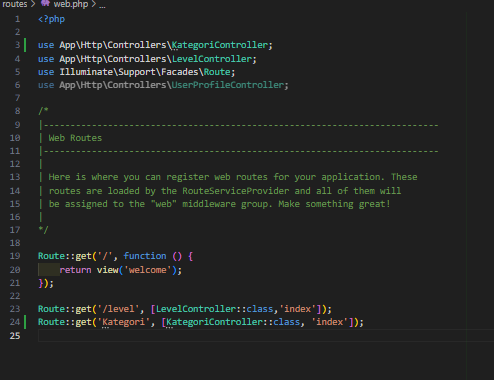 routes > web.php > ...
1 <?php
2
3 use App\Http\Controllers\KategoriController;
4 use App\Http\Controllers\LevelController;
5 use Illuminate\Support\Facades\Route;
6 use App\Http\Controllers\UserProfileController;
7
8 /*
9 |--------------------------------------------------------------------------
10 | Web Routes
11 |--------------------------------------------------------------------------
12 |
13 | Here is where you can register web routes for your application. These
14 | routes are loaded by the RouteServiceProvider and all of them will
15 | be assigned to the "web" middleware group. Make something great!
16 |
17 */
18
19 Route::get('/', function () {
20     return view('welcome');
21 });
22
23 Route::get('/level', [LevelController::class,'index']);
24 Route::get('Kategori', [KategoriController::class, 'index']);
25